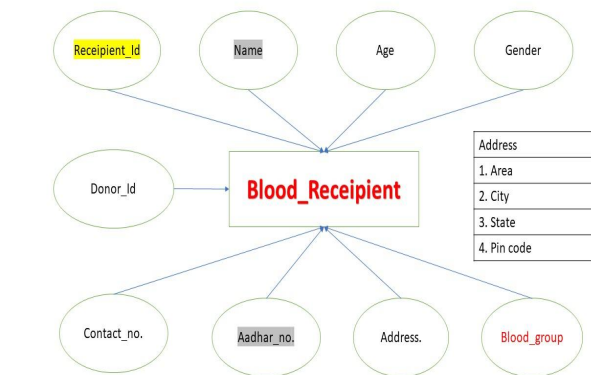 Receipient_Id
Name
Age
Gender
Donor_Id
Blood_Receipient
Address
1. Area
2. City
3. State
4. Pin code
Contact_no.
Aadhar_no.
Address.
Blood_group